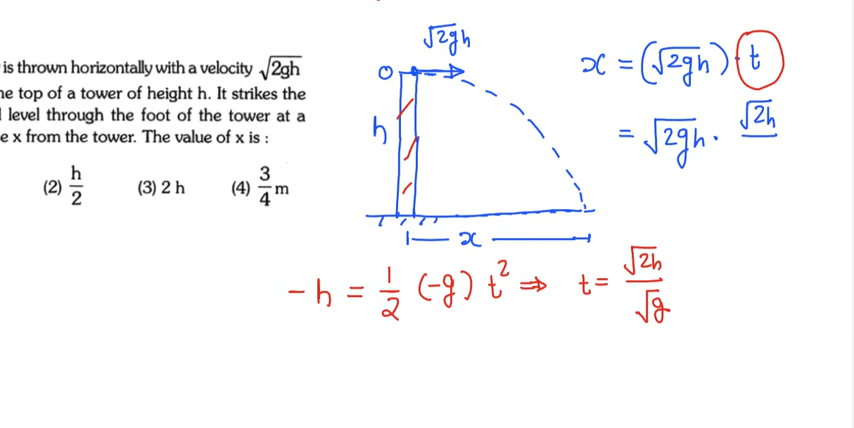 is thrown horizontally with a velocity √2gh
ne top of a tower of height h. It strikes the
l level through the foot of the tower at a
e x from the tower. The value of x is :
(2) h/2 (3) 2 h (4) 3/4 m
√2gh
O
h
x
x = (√2gh) t
= √2gh · √2h
-h = 1/2 (-g) t² ⇒ t = √2h/√g